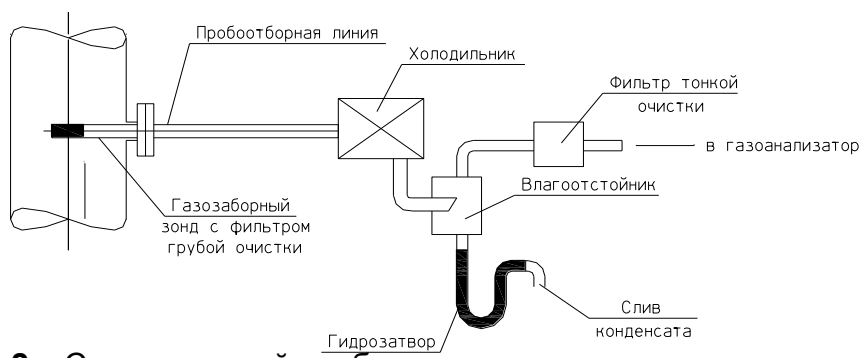 Пробоотборная линия
Холодильник
Фильтр тонкой
очистки
в газоанализатор
Влагоотстойник
Газозаборный
зонд с фильтром
грубой очистки
Слив
конденсата
Гидрозатвор